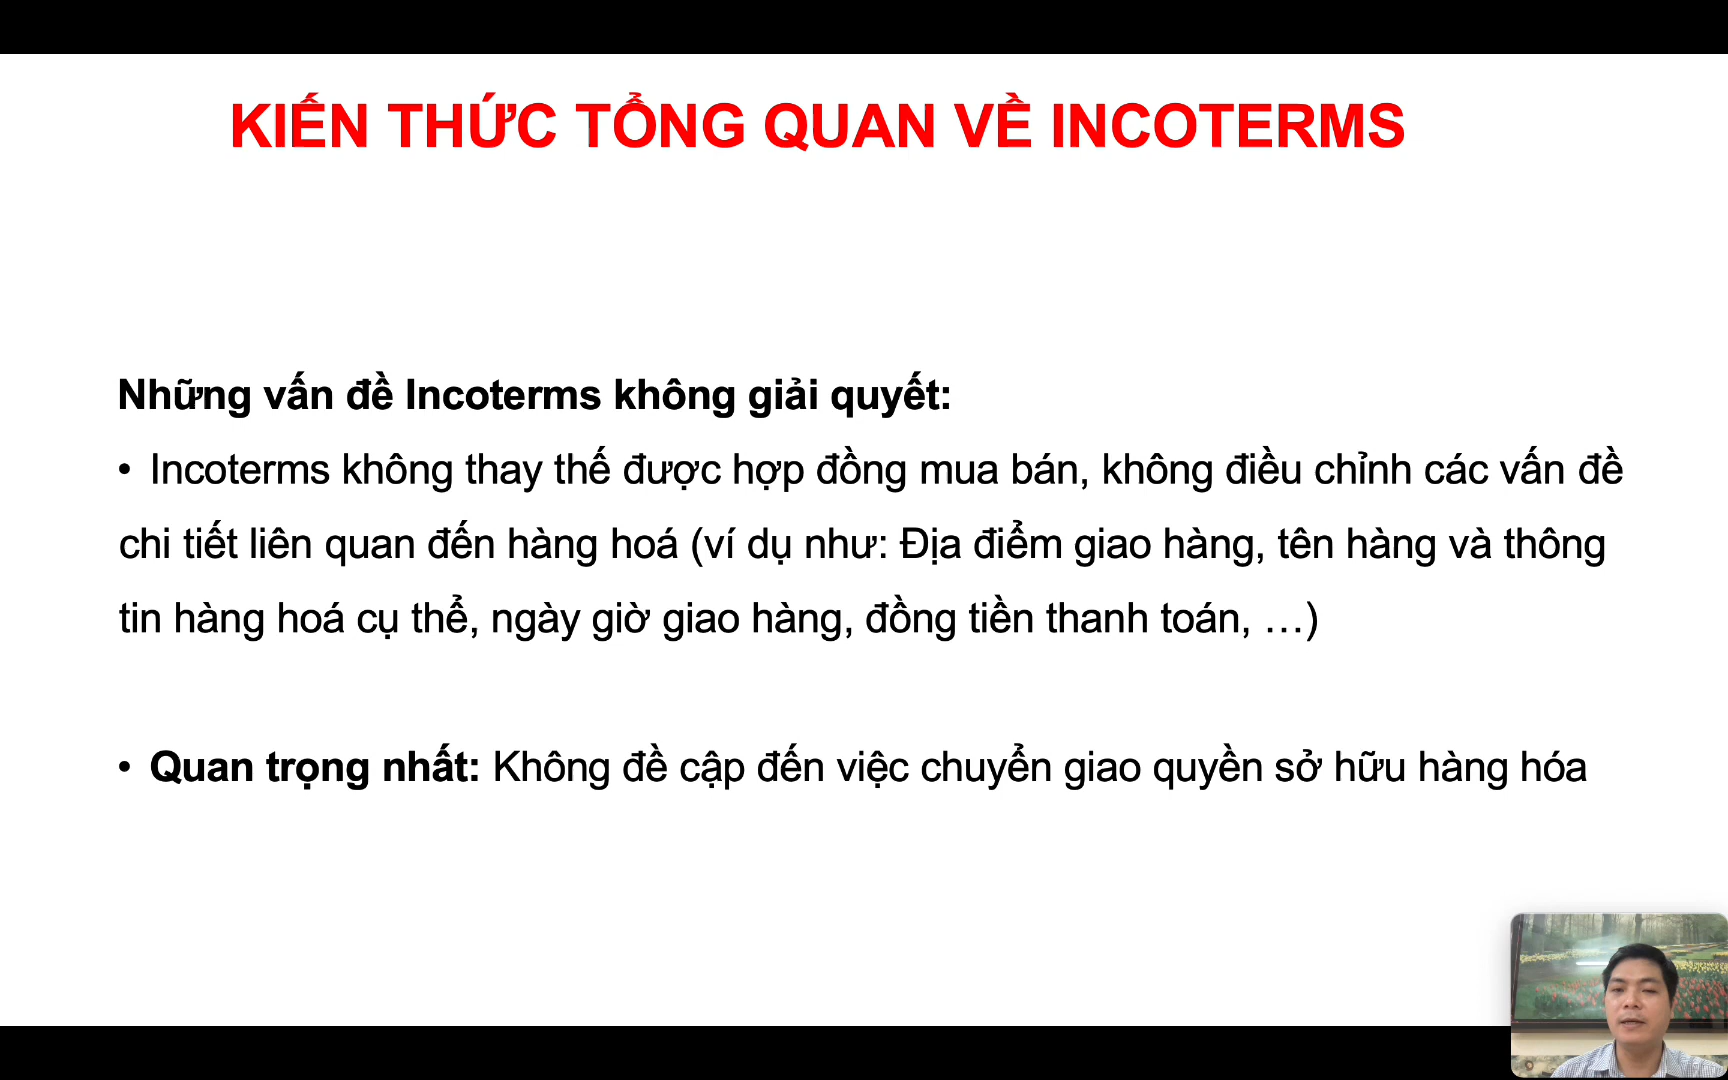 KIẾN THỨC TỔNG QUAN VỀ INCOTERMS
Những vấn đề Incoterms không giải quyết:
• Incoterms không thay thế được hợp đồng mua bán, không điều chỉnh các vấn đề
chi tiết liên quan đến hàng hoá (ví dụ như: Địa điểm giao hàng, tên hàng và thông
tin hàng hoá cụ thể, ngày giờ giao hàng, đồng tiền thanh toán, …)
• Quan trọng nhất: Không đề cập đến việc chuyển giao quyền sở hữu hàng hóa